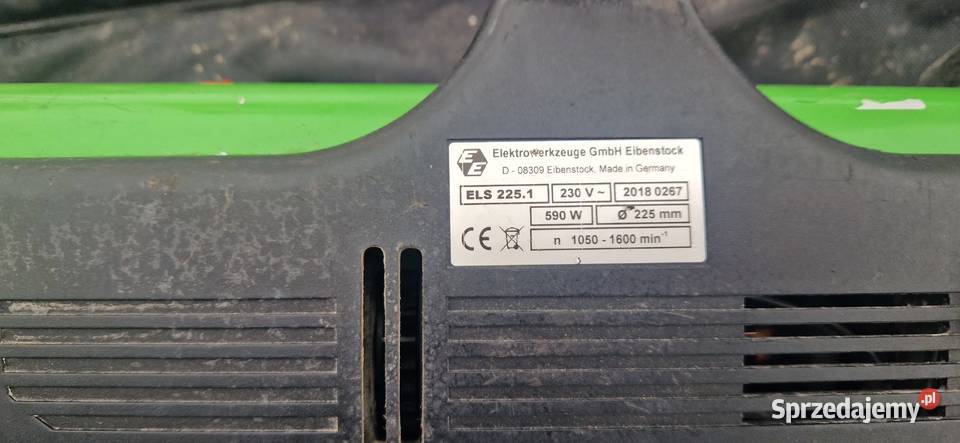 EE Elektrowerkzeuge GmbH Eibenstock
D - 08309 Eibenstock, Made in Germany
ELS 225.1 230 V ~ 2018 0267
590 W Ø 225 mm
CE n 1050 - 1600 min⁻¹
Sprzedajemy.pl